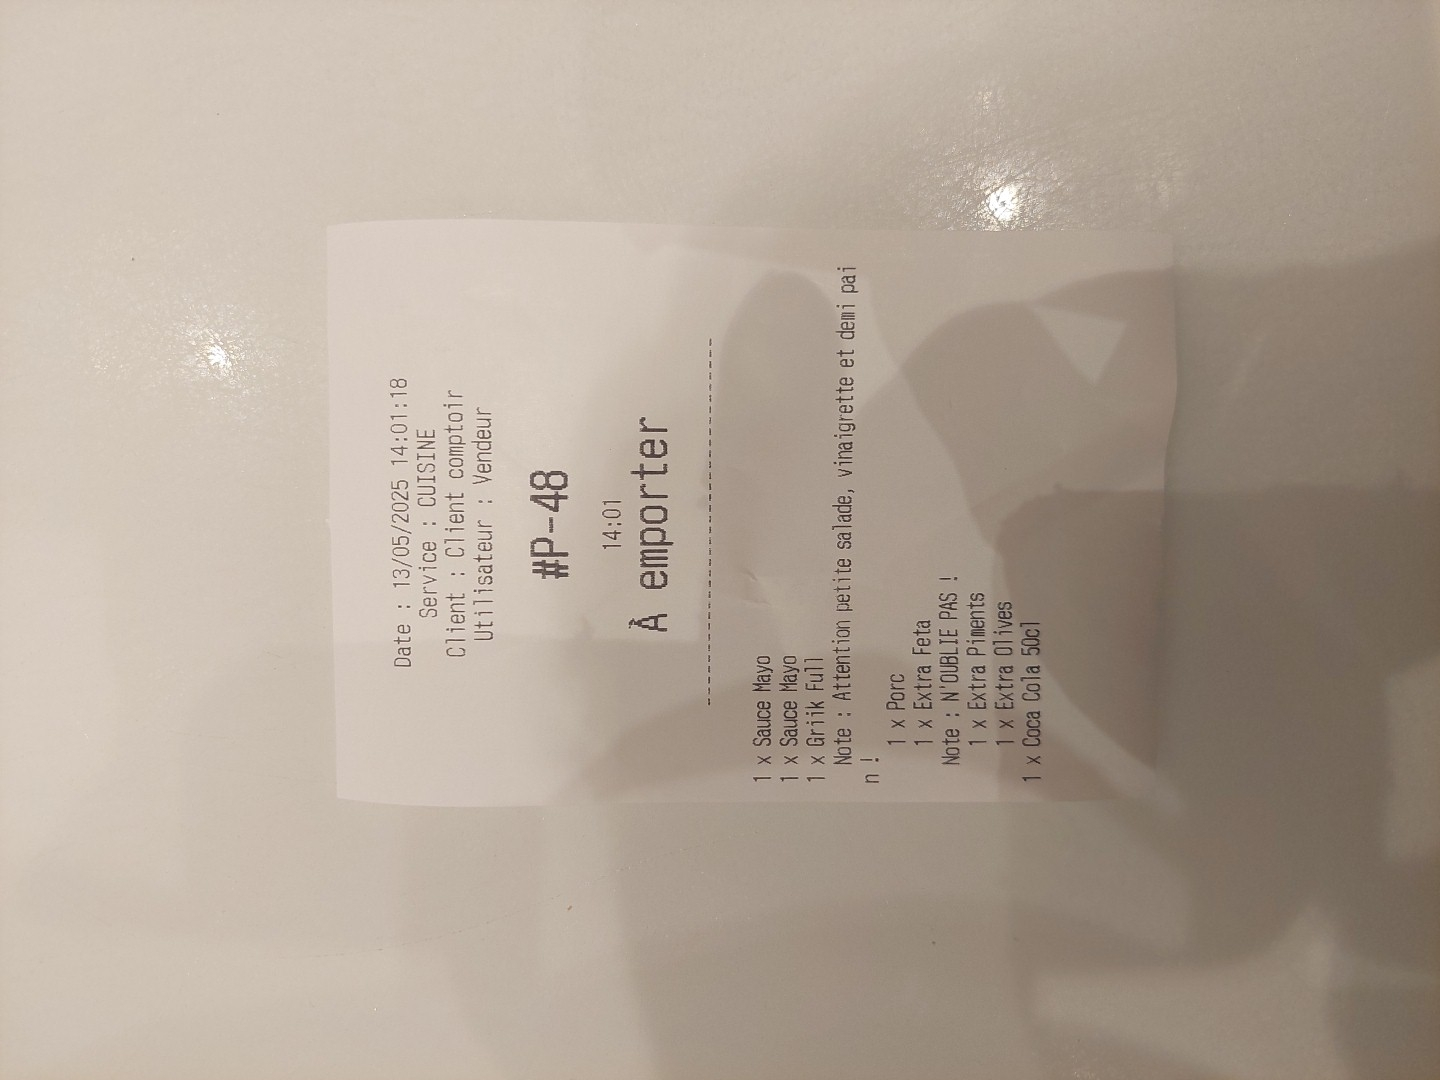 Date : 13/05/2025 14:01:18
Service : CUISINE
Client : Client comptoir
Utilisateur : Vendeur
#P-48
14:01
À emporter
------------------------------------------
1 x Sauce Mayo
1 x Sauce Mayo
1 x Griik Full
Note : Attention petite salade, vinaigrette et demi pai
n !
1 x Porc
1 x Extra Feta
Note : N'OUBLIE PAS !
1 x Extra Piments
1 x Extra Olives
1 x Coca Cola 50cl